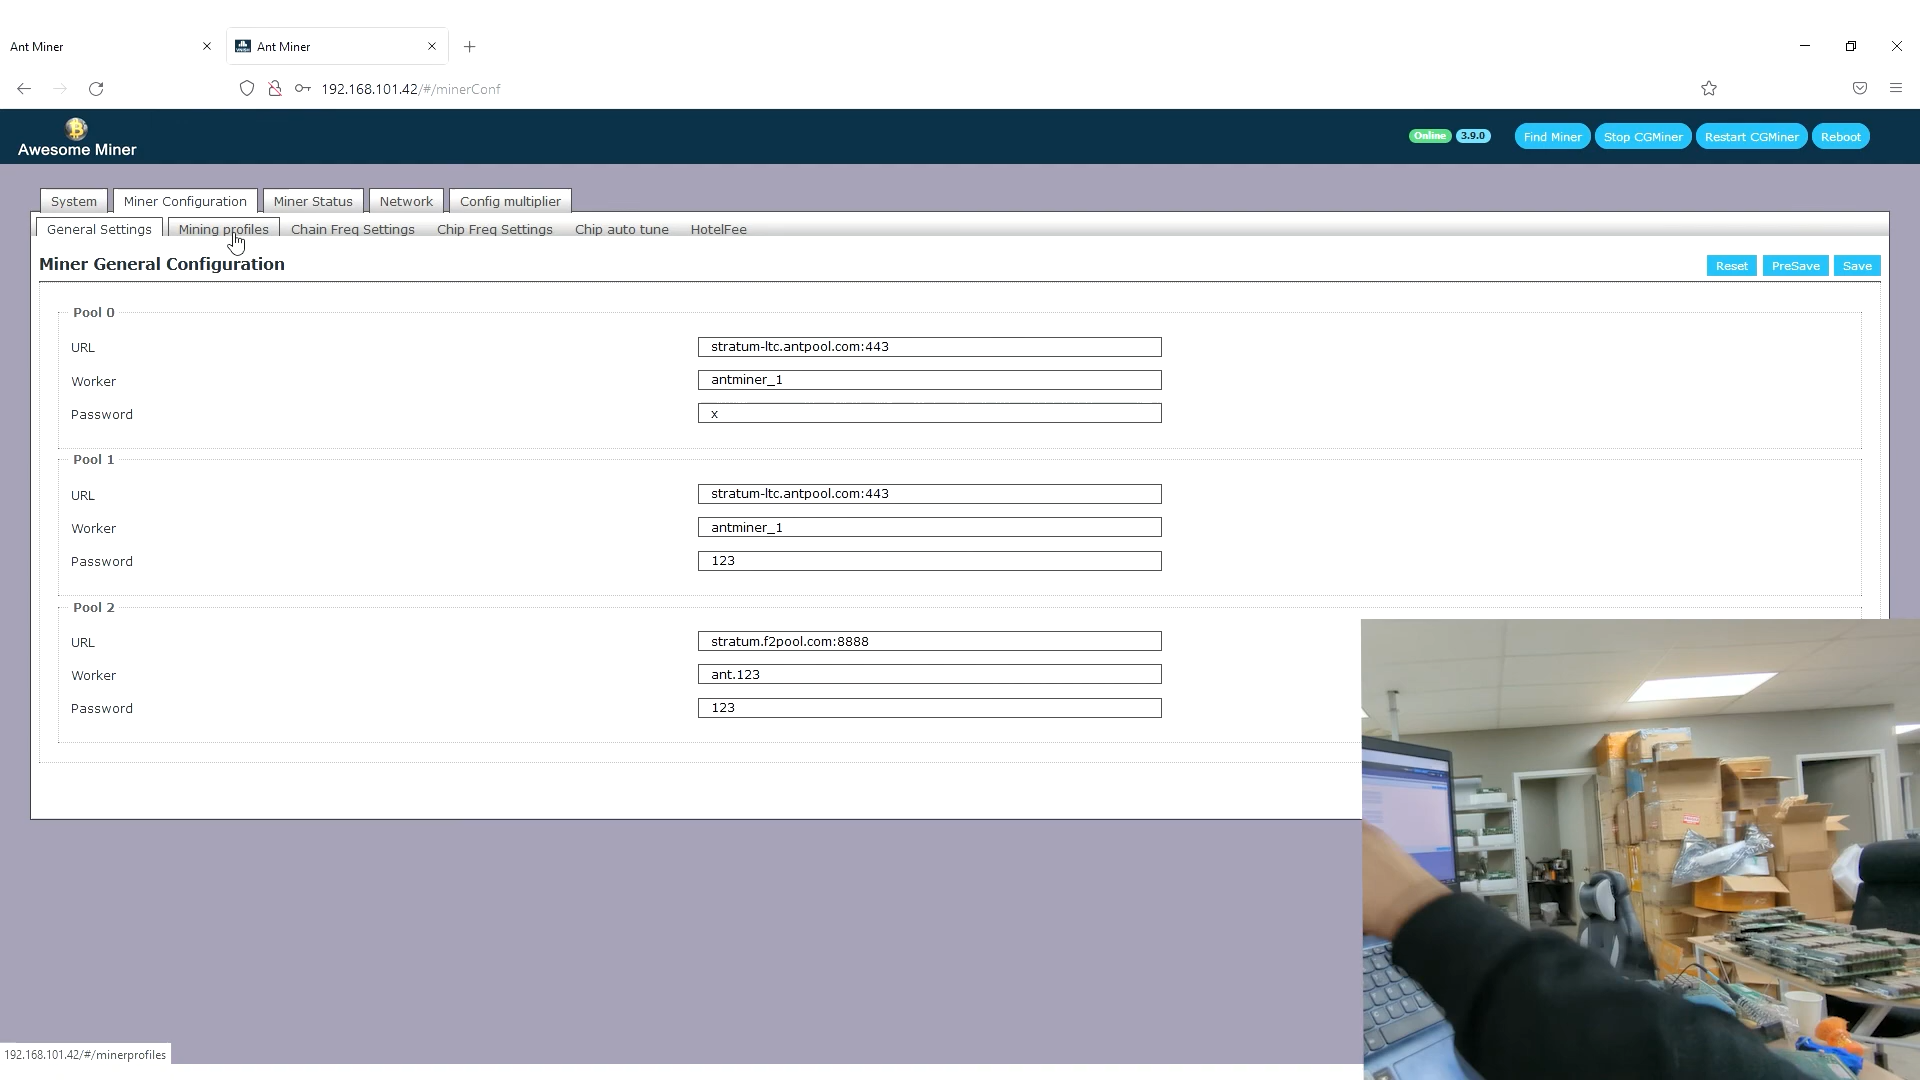 Ant Miner
Ant Miner
192.168.101.42/#/minerConf
Awesome Miner
Online 3.9.0 Find Miner Stop CGMiner Restart CGMiner Reboot
System Miner Configuration Miner Status Network Config multiplier
General Settings Mining profiles Chain Freq Settings Chip Freq Settings Chip auto tune HotelFee
Miner General Configuration
Reset PreSave Save
Pool 0
URL stratum-ltc.antpool.com:443
Worker antminer_1
Password x
Pool 1
URL stratum-ltc.antpool.com:443
Worker antminer_1
Password 123
Pool 2
URL stratum.f2pool.com:8888
Worker ant.123
Password 123
192.168.101.42/#/minerprofiles